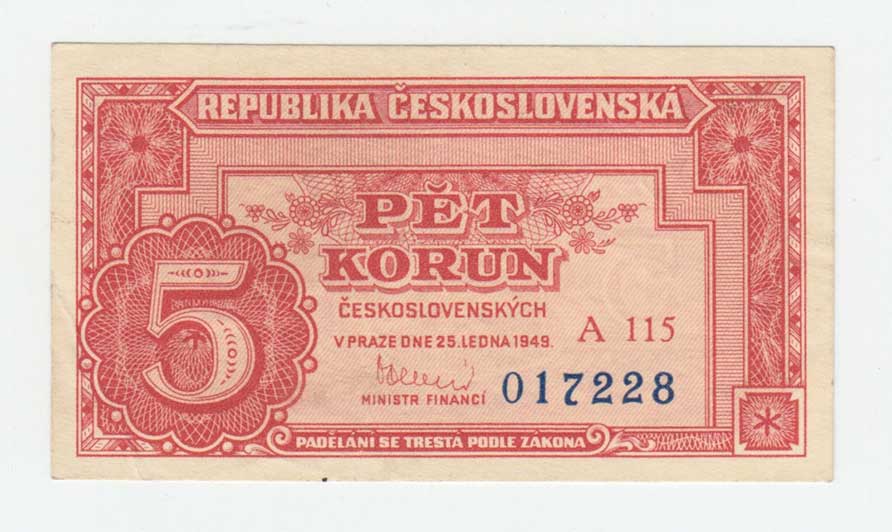 REPUBLIKA ČESKOSLOVENSKÁ
PĚT
KORUN
ČESKOSLOVENSKÝCH
V PRAZE DNE 25. LEDNA 1949.
A 115
MINISTR FINANCÍ
017228
5
PADĚLÁNÍ SE TRESTÁ PODLE ZÁKONA